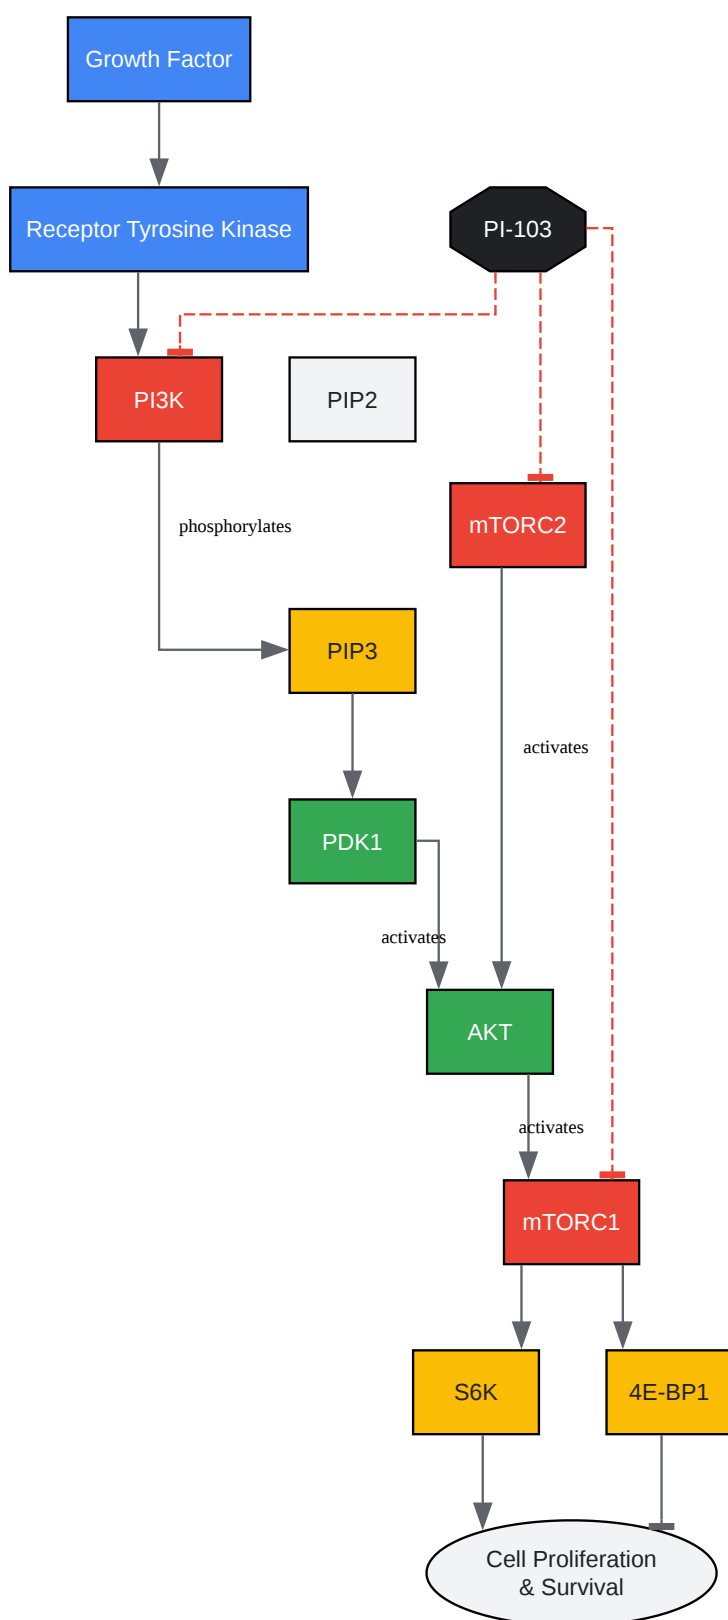 Growth Factor
Receptor Tyrosine Kinase
PI-103
PI3K
PIP2
phosphorylates
mTORC2
PIP3
activates
PDK1
activates
AKT
activates
mTORC1
S6K
4E-BP1
Cell Proliferation
& Survival